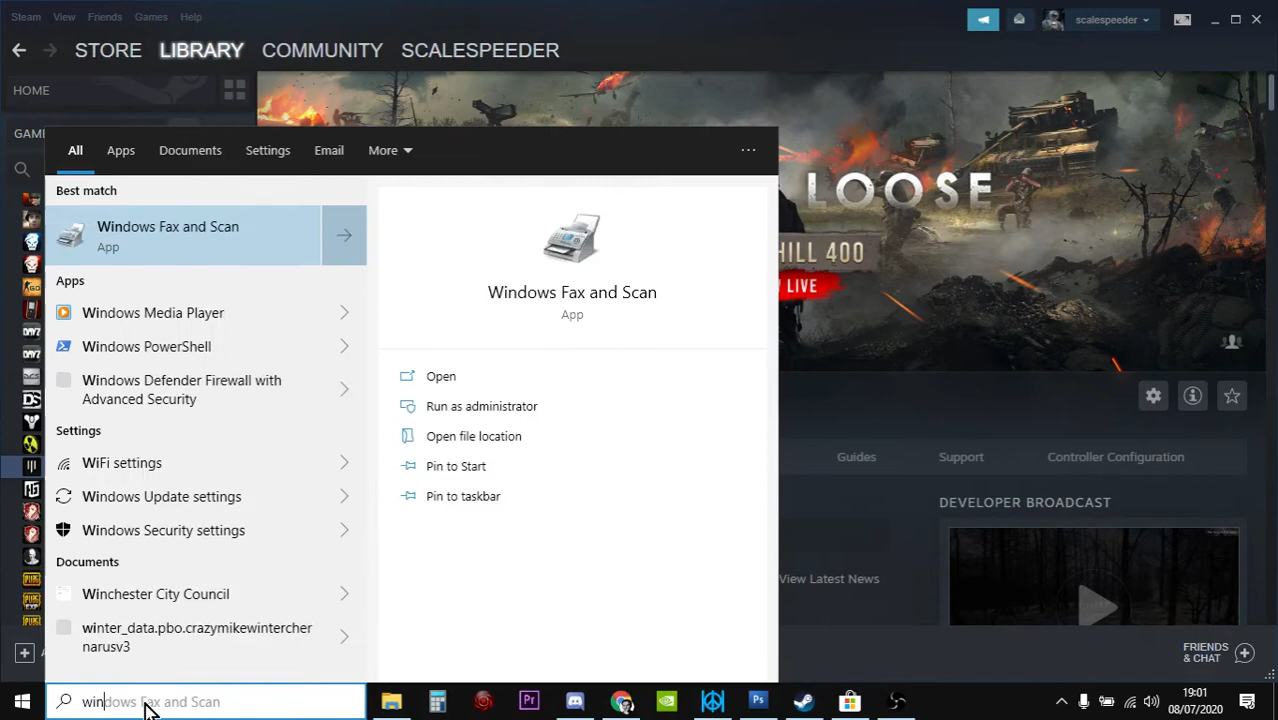 Steam View Friends Games Help
scalespeeder
STORE LIBRARY COMMUNITY SCALESPEEDER
HOME
GAM
LOOSE
HILL 400
LIVE
All Apps Documents Settings Email More
Best match
Windows Fax and Scan
App
Apps
Windows Media Player
Windows PowerShell
Windows Defender Firewall with
Advanced Security
Settings
WiFi settings
Windows Update settings
Windows Security settings
Documents
Winchester City Council
winter_data.pbo.crazymikewintercher
narusv3
Windows Fax and Scan
App
Open
Run as administrator
Open file location
Pin to Start
Pin to taskbar
Guides Support Controller Configuration
DEVELOPER BROADCAST
View Latest News
FRIENDS
& CHAT
windows Fax and Scan
19:01
08/07/2020